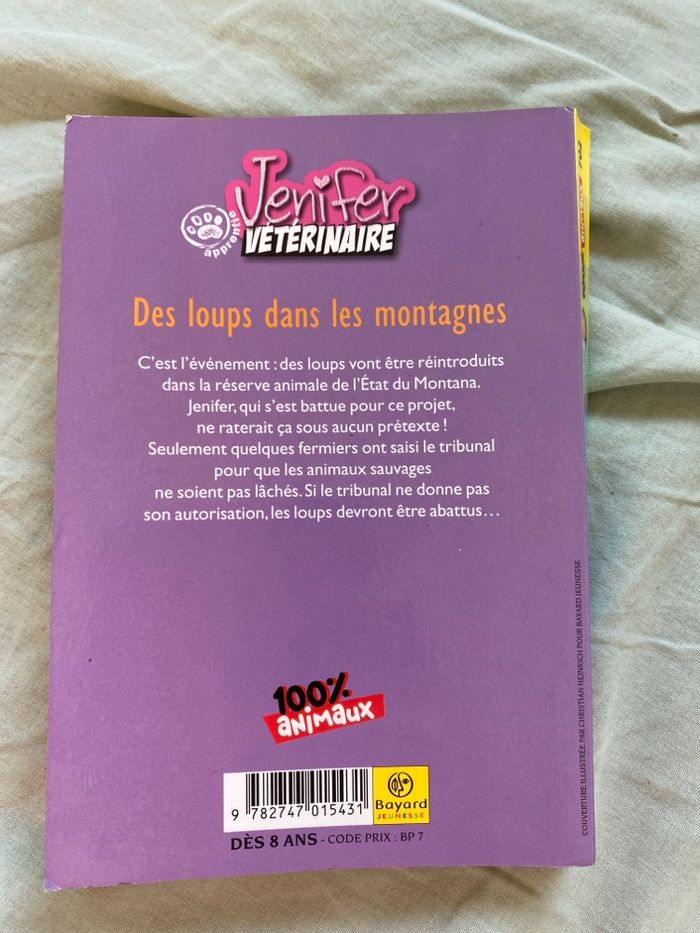 Jenifer
apprentie
VÉTÉRINAIRE
Des loups dans les montagnes
C'est l'événement : des loups vont être réintroduits
dans la réserve animale de l'État du Montana.
Jenifer, qui s'est battue pour ce projet,
ne raterait ça sous aucun prétexte !
Seulement quelques fermiers ont saisi le tribunal
pour que les animaux sauvages
ne soient pas lâchés. Si le tribunal ne donne pas
son autorisation, les loups devront être abattus...
100%
animaux
9 782747 015431
Bayard
JEUNESSE
DÈS 8 ANS - CODE PRIX : BP 7
COUVERTURE ILLUSTRÉE PAR CHRISTIAN HEINRICH POUR BAYARD JEUNESSE
702